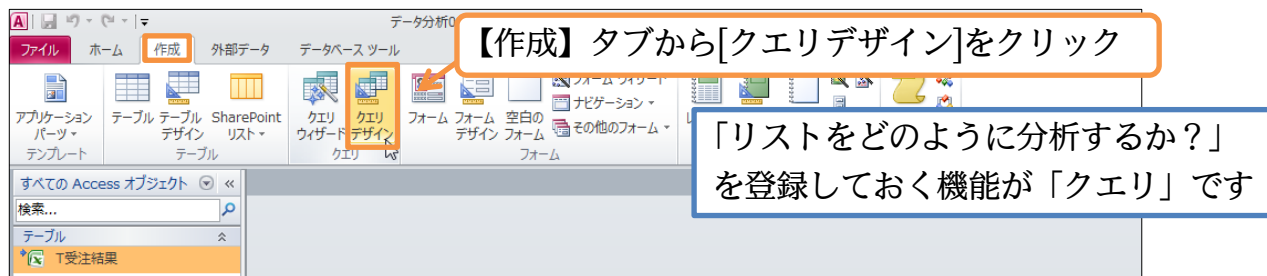 データ分析0
ファイル ホーム 作成 外部データ データベース ツール
【作成】タブから[クエリデザイン]をクリック
アプリケーション パーツ
テーブル
テーブル デザイン
SharePoint リスト
クエリ ウィザード
クエリ デザイン
フォーム
フォーム デザイン
空白の フォーム
フォーム ウィザード
ナビゲーション
その他のフォーム
テンプレート テーブル クエリ フォーム
「リストをどのように分析するか？」
を登録しておく機能が「クエリ」です
すべての Access オブジェクト
検索...
テーブル
T受注結果